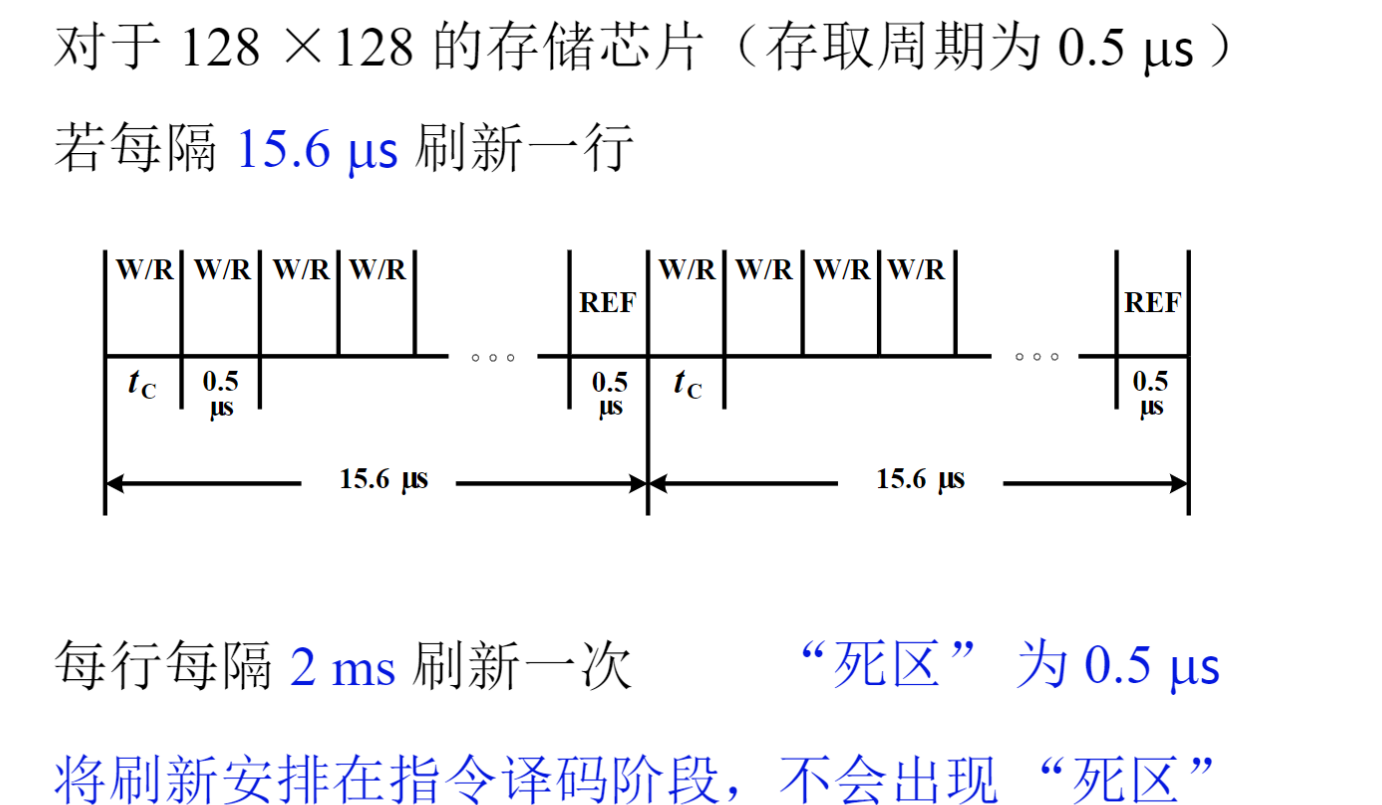 对于 128 ×128 的存储芯片（存取周期为 0.5 μs）
若每隔 15.6 μs 刷新一行
W/R W/R W/R W/R REF W/R W/R W/R W/R REF
tC 0.5 μs 0.5 μs tC 0.5 μs
15.6 μs 15.6 μs
每行每隔 2 ms 刷新一次 “死区” 为 0.5 μs
将刷新安排在指令译码阶段，不会出现 “死区”